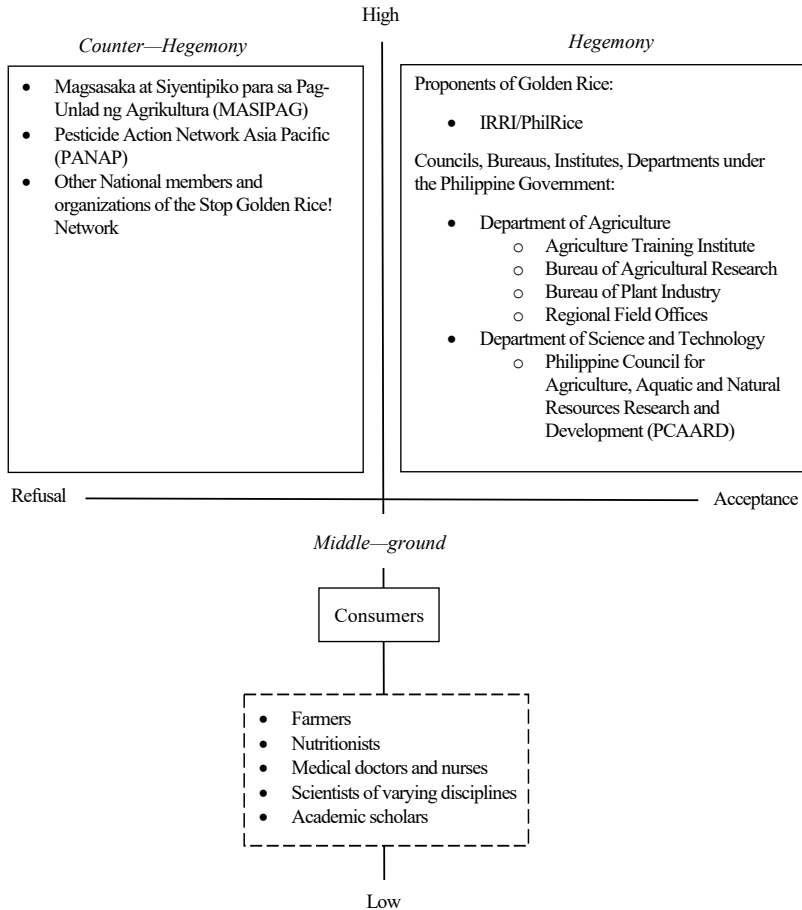 High
Counter—Hegemony
Magsasaka at Siyentipiko para sa Pag-
Unlad ng Agrikultura (MASIPAG)
Pesticide Action Network Asia Pacific
(PANAP)
Other National members and
organizations of the Stop Golden Rice!
Network
Hegemony
Proponents of Golden Rice:
IRRI/PhilRice
Councils, Bureaus, Institutes, Departments under
the Philippine Government:
Department of Agriculture
Agriculture Training Institute
Bureau of Agricultural Research
Bureau of Plant Industry
Regional Field Offices
Department of Science and Technology
Philippine Council for
Agriculture, Aquatic and Natural
Resources Research and
Development (PCAARD)
Refusal
Acceptance
Middle—ground
Consumers
Farmers
Nutritionists
Medical doctors and nurses
Scientists of varying disciplines
Academic scholars
Low